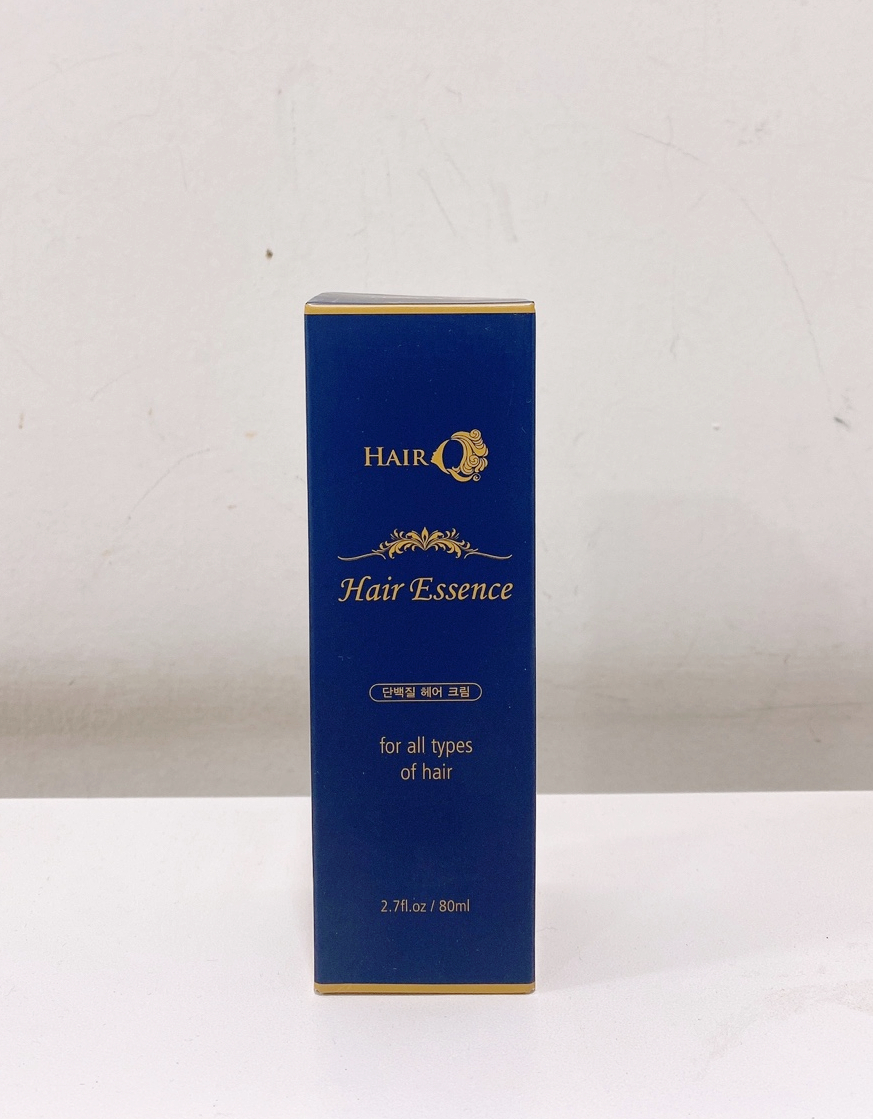 HAIR Q
Hair Essence
단백질 헤어 크림
for all types
of hair
2.7fl.oz / 80ml